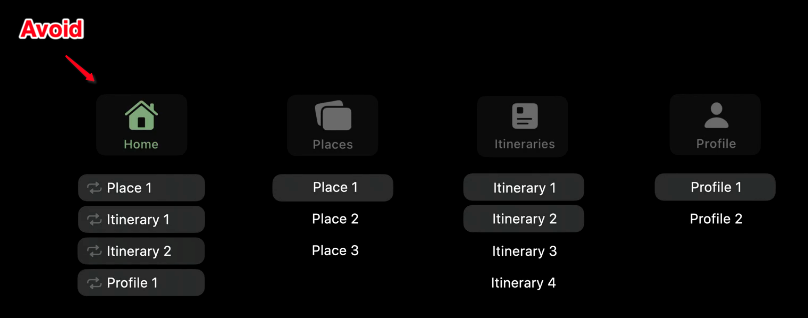 Avoid
Home
Places
Itineraries
Profile
Place 1
Itinerary 1
Itinerary 2
Profile 1
Place 1
Place 2
Place 3
Itinerary 1
Itinerary 2
Itinerary 3
Itinerary 4
Profile 1
Profile 2